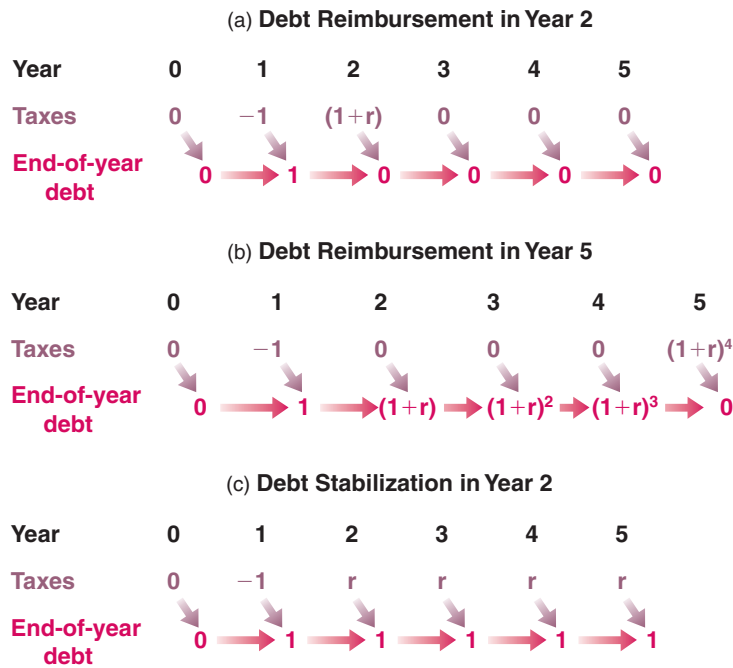 (a) Debt Reimbursement in Year 2
Year 0 1 2 3 4 5
Taxes 0 −1 (1+r) 0 0 0
End-of-year
debt
0 1 0 0 0 0
(b) Debt Reimbursement in Year 5
Year 0 1 2 3 4 5
Taxes 0 −1 0 0 0 (1+r)⁴
End-of-year
debt
0 1 (1+r) (1+r)² (1+r)³ 0
(c) Debt Stabilization in Year 2
Year 0 1 2 3 4 5
Taxes 0 −1 r r r r
End-of-year
debt
0 1 1 1 1 1